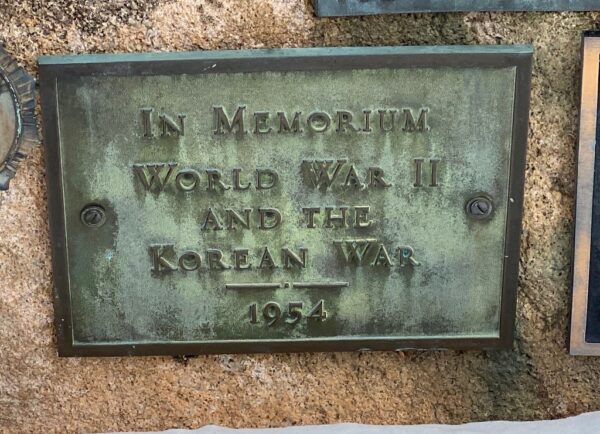 In Memorium
World War II
and the
Korean War
1954